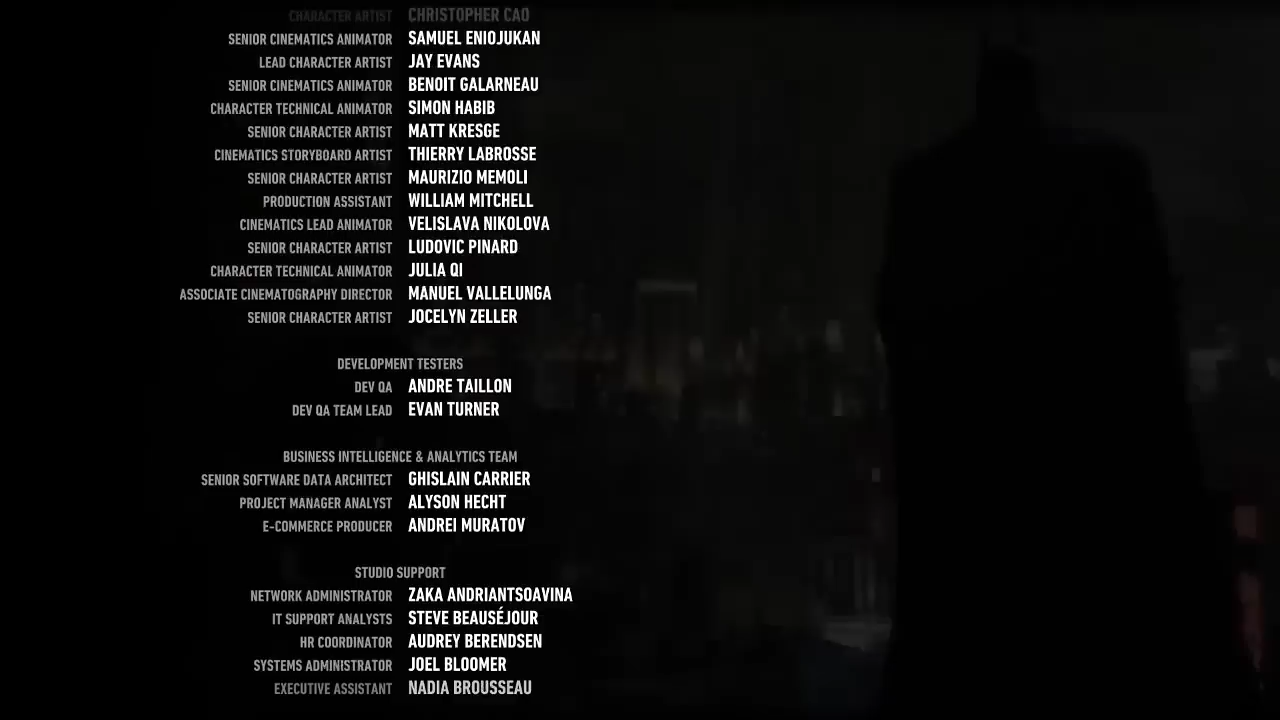 CHARACTER ARTIST CHRISTOPHER CAO
SENIOR CINEMATICS ANIMATOR SAMUEL ENIOJUKAN
LEAD CHARACTER ARTIST JAY EVANS
SENIOR CINEMATICS ANIMATOR BENOIT GALARNEAU
CHARACTER TECHNICAL ANIMATOR SIMON HABIB
SENIOR CHARACTER ARTIST MATT KRESGE
CINEMATICS STORYBOARD ARTIST THIERRY LABROSSE
SENIOR CHARACTER ARTIST MAURIZIO MEMOLI
PRODUCTION ASSISTANT WILLIAM MITCHELL
CINEMATICS LEAD ANIMATOR VELISLAVA NIKOLOVA
SENIOR CHARACTER ARTIST LUDOVIC PINARD
CHARACTER TECHNICAL ANIMATOR JULIA QI
ASSOCIATE CINEMATOGRAPHY DIRECTOR MANUEL VALLELUNGA
SENIOR CHARACTER ARTIST JOCELYN ZELLER
DEVELOPMENT TESTERS
DEV QA ANDRE TAILLON
DEV QA TEAM LEAD EVAN TURNER
BUSINESS INTELLIGENCE & ANALYTICS TEAM
SENIOR SOFTWARE DATA ARCHITECT GHISLAIN CARRIER
PROJECT MANAGER ANALYST ALYSON HECHT
E-COMMERCE PRODUCER ANDREI MURATOV
STUDIO SUPPORT
NETWORK ADMINISTRATOR ZAKA ANDRIANTSOAVINA
IT SUPPORT ANALYSTS STEVE BEAUSÉJOUR
HR COORDINATOR AUDREY BERENDSEN
SYSTEMS ADMINISTRATOR JOEL BLOOMER
EXECUTIVE ASSISTANT NADIA BROUSSEAU